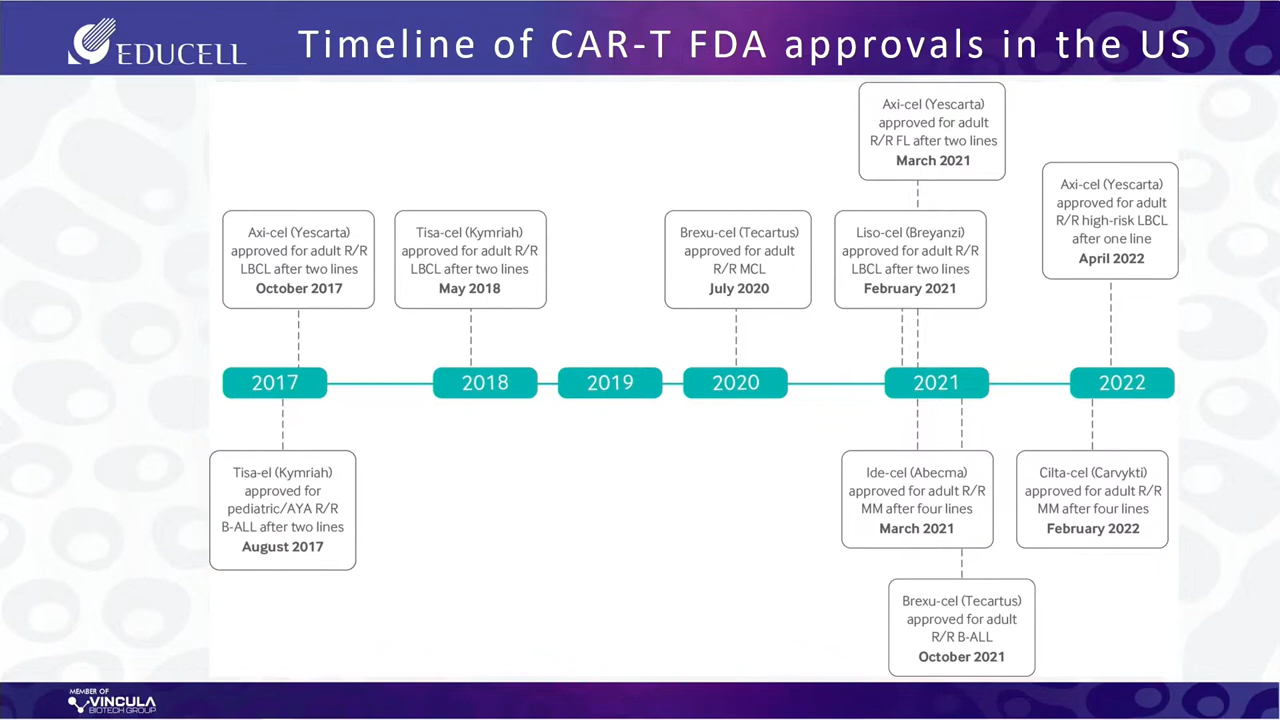 EDUCELL
Timeline of CAR-T FDA approvals in the US
Axi-cel (Yescarta)
approved for adult
R/R FL after two lines
March 2021
Axi-cel (Yescarta)
approved for adult
R/R high-risk LBCL
after one line
April 2022
Axi-cel (Yescarta)
approved for adult R/R
LBCL after two lines
October 2017
Tisa-cel (Kymriah)
approved for adult R/R
LBCL after two lines
May 2018
Brexu-cel (Tecartus)
approved for adult
R/R MCL
July 2020
Liso-cel (Breyanzi)
approved for adult R/R
LBCL after two lines
February 2021
2017
2018
2019
2020
2021
2022
Tisa-el (Kymriah)
approved for
pediatric/AYA R/R
B-ALL after two lines
August 2017
Ide-cel (Abecma)
approved for adult R/R
MM after four lines
March 2021
Cilta-cel (Carvykti)
approved for adult R/R
MM after four lines
February 2022
Brexu-cel (Tecartus)
approved for adult
R/R B-ALL
October 2021
MEMBER OF
VINCULA
BIOTECH GROUP